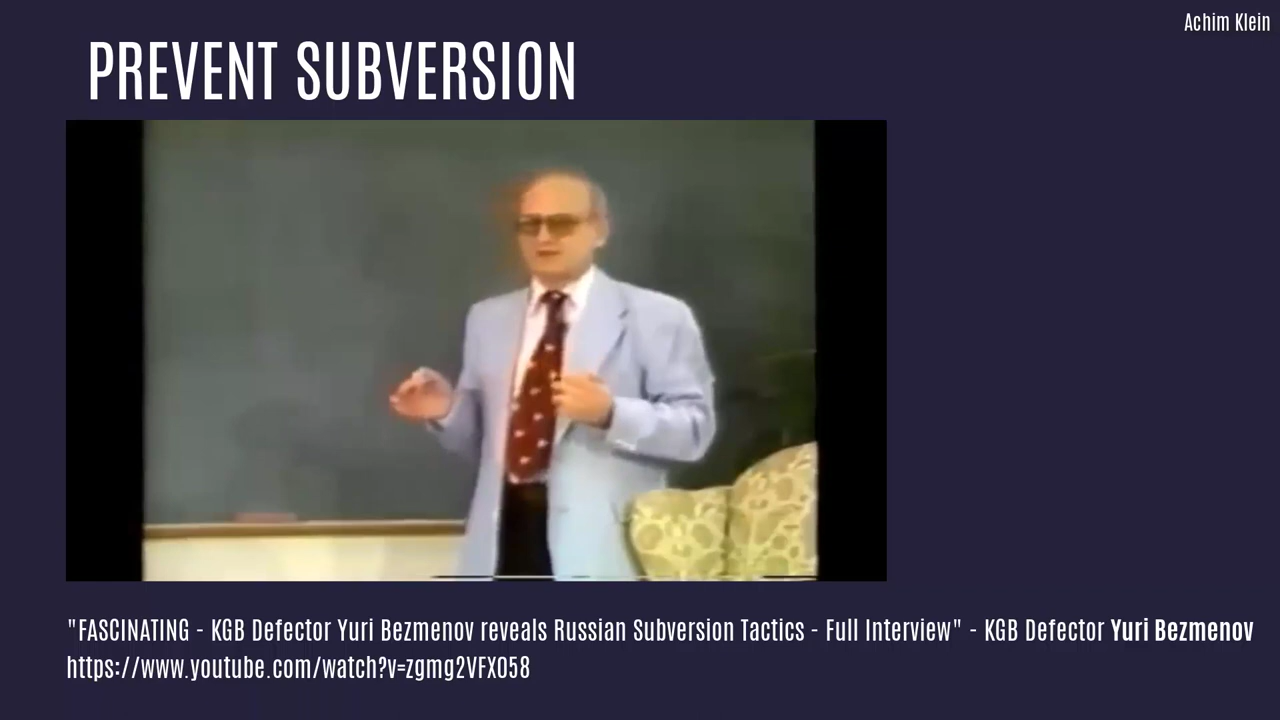 Achim Klein
PREVENT SUBVERSION
"FASCINATING - KGB Defector Yuri Bezmenov reveals Russian Subversion Tactics - Full Interview" - KGB Defector Yuri Bezmenov
https://www.youtube.com/watch?v=zgmg2VFXO58